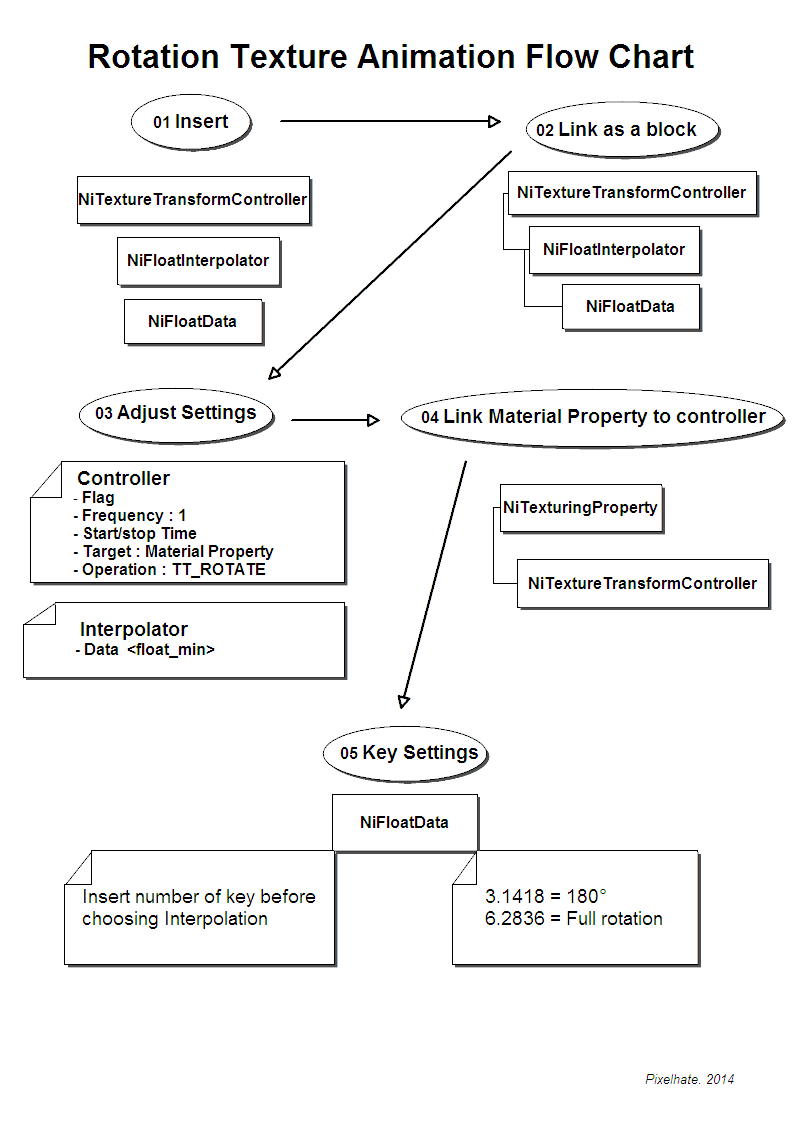 Rotation Texture Animation Flow Chart
01 Insert
02 Link as a block
NiTextureTransformController
NiFloatInterpolator
NiFloatData
NiTextureTransformController
NiFloatInterpolator
NiFloatData
03 Adjust Settings
04 Link Material Property to controller
Controller
- Flag
- Frequency : 1
- Start/stop Time
- Target : Material Property
- Operation : TT_ROTATE
Interpolator
- Data <float_min>
NiTexturingProperty
NiTextureTransformController
05 Key Settings
NiFloatData
Insert number of key before
choosing Interpolation
3.1418 = 180°
6.2836 = Full rotation
Pixelhate. 2014